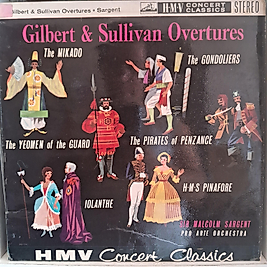 Gilbert & Sullivan Overtures • Sargent
HMV CONCERT CLASSICS
STEREO
Gilbert & Sullivan Overtures
The MIKADO
The GONDOLIERS
The YEOMEN of the GUARD
The PIRATES of PENZANCE
H·M·S PINAFORE
IOLANTHE
SIR MALCOLM SARGENT
PRO ARTE ORCHESTRA
HMV Concert Classics